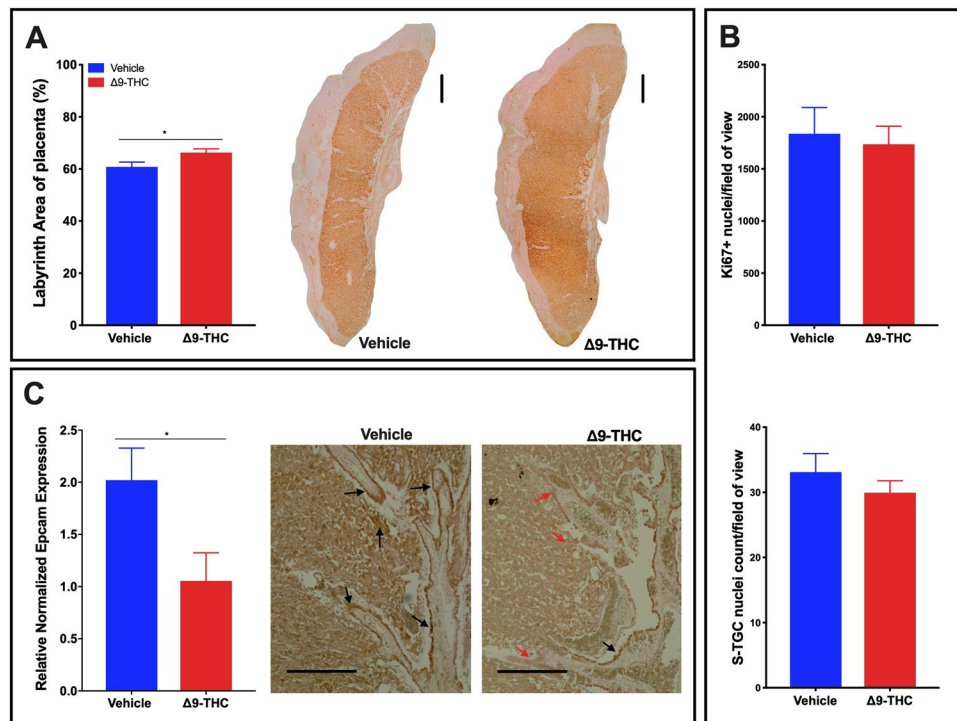 A
Labyrinth Area of placenta (%)
100
80
60
40
20
0
Vehicle
Δ9-THC
*
Vehicle
Δ9-THC
Vehicle
Δ9-THC
B
Ki67+ nuclei/field of view
2500
2000
1500
1000
500
0
Vehicle
Δ9-THC
S-TGC nuclei count/field of view
40
30
20
10
0
Vehicle
Δ9-THC
C
Relative Normalized Epcam Expression
2.5
2.0
1.5
1.0
0.5
0.0
*
Vehicle
Δ9-THC
Vehicle
Δ9-THC